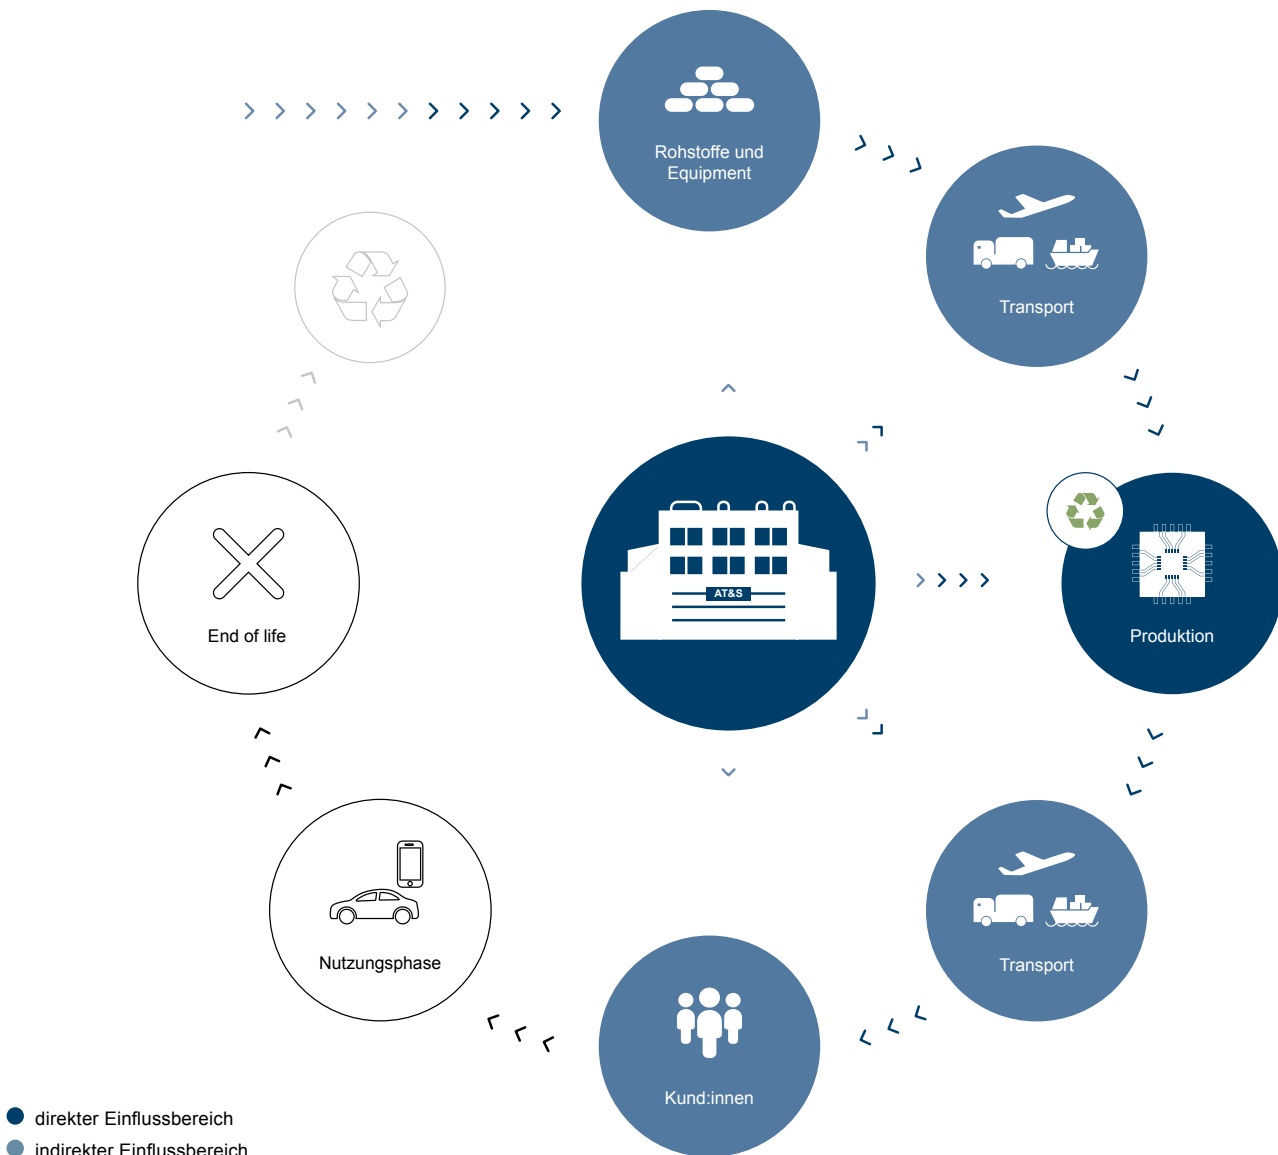 Rohstoffe und
Equipment
Transport
AT&S
End of life
Produktion
Nutzungsphase
Transport
Kund:innen
direkter Einflussbereich
indirekter Einflussbereich